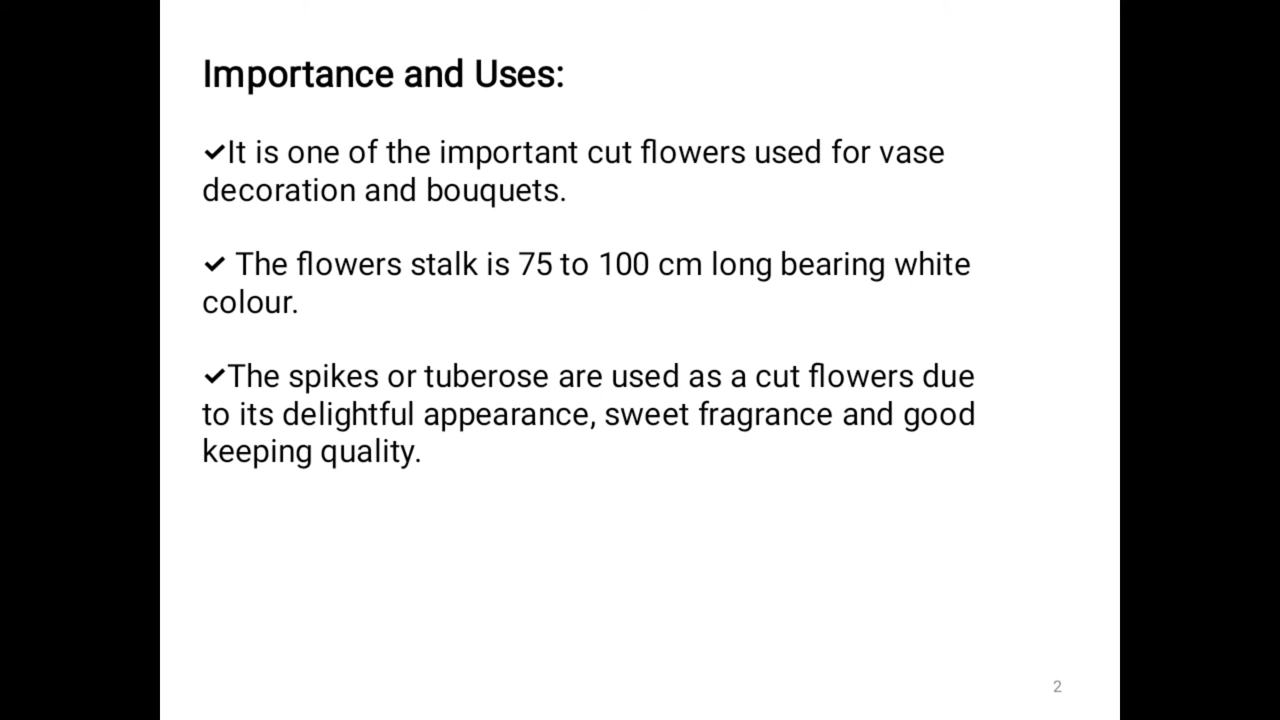 Importance and Uses:
✔It is one of the important cut flowers used for vase
decoration and bouquets.
✔ The flowers stalk is 75 to 100 cm long bearing white
colour.
✔The spikes or tuberose are used as a cut flowers due
to its delightful appearance, sweet fragrance and good
keeping quality.
2